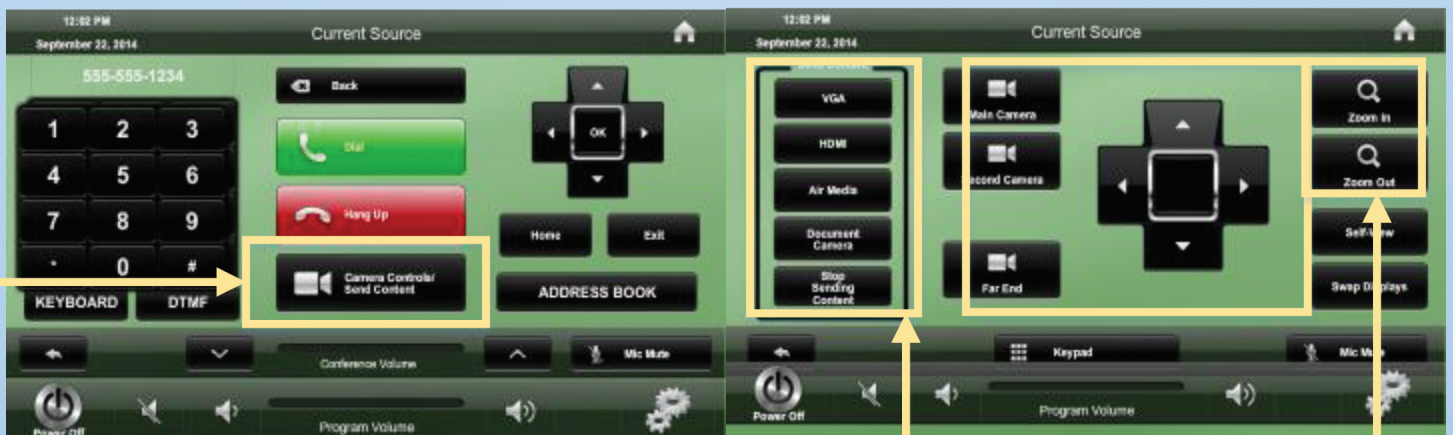 12:02 PM
September 22, 2014
Current Source
555-555-1234
1 2 3
4 5 6
7 8 9
* 0 #
KEYBOARD
DTMF
Back
Dial
Hang Up
Camera Controls/
Send Content
OK
Home
Exit
ADDRESS BOOK
Conference Volume
Mic Mute
Power Off
Program Volume
12:02 PM
September 22, 2014
Current Source
VGA
HDMI
Air Media
Document
Camera
Stop
Sending
Content
Main Camera
Second Camera
Far End
Zoom In
Zoom Out
Self-View
Swap Displays
Keypad
Mic Mute
Power Off
Program Volume